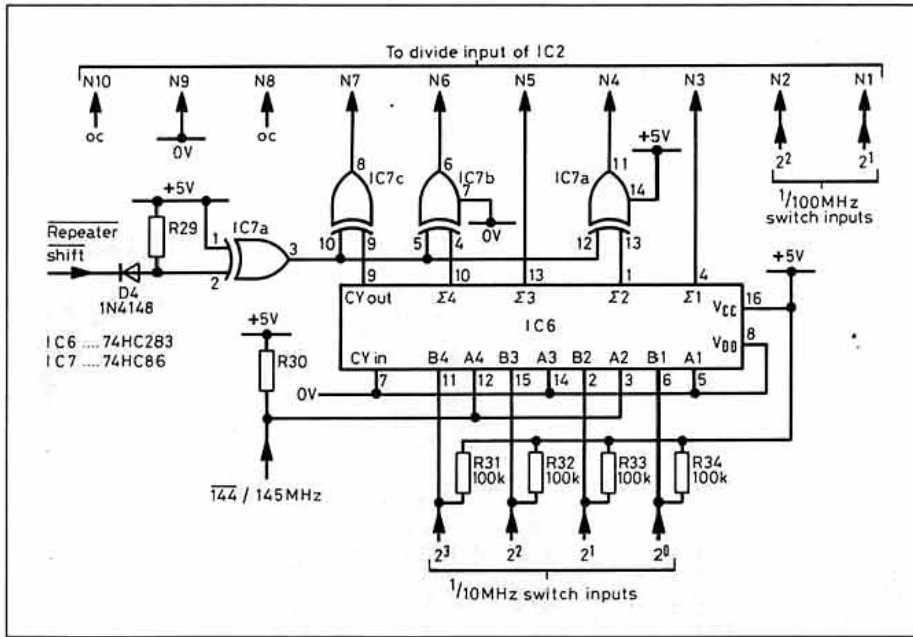 To divide input of IC2
N10 N9 N8 N7 N6 N5 N4 N3 N2 N1
oc 0V oc
8 6 11 +5V
2² 2¹
IC7c IC7b IC7a
7 14
1/100MHz
switch inputs
+5V
0V
Repeater
shift
R29
IC7a
1 3 10 9 5 4 12 13
2
D4
1N4148
9 10 13 1 4
+5V
CY out Σ4 Σ3 Σ2 Σ1
VCC 16
IC6
VDD 8
IC6 .... 74HC283
IC7 .... 74HC86
+5V
R30
CY in B4 A4 B3 A3 B2 A2 B1 A1
7 11 12 15 14 2 3 6 5
0V
R31
100k
R32
100k
R33
100k
R34
100k
144 / 145MHz
2³ 2² 2¹ 2⁰
1/10MHz switch inputs